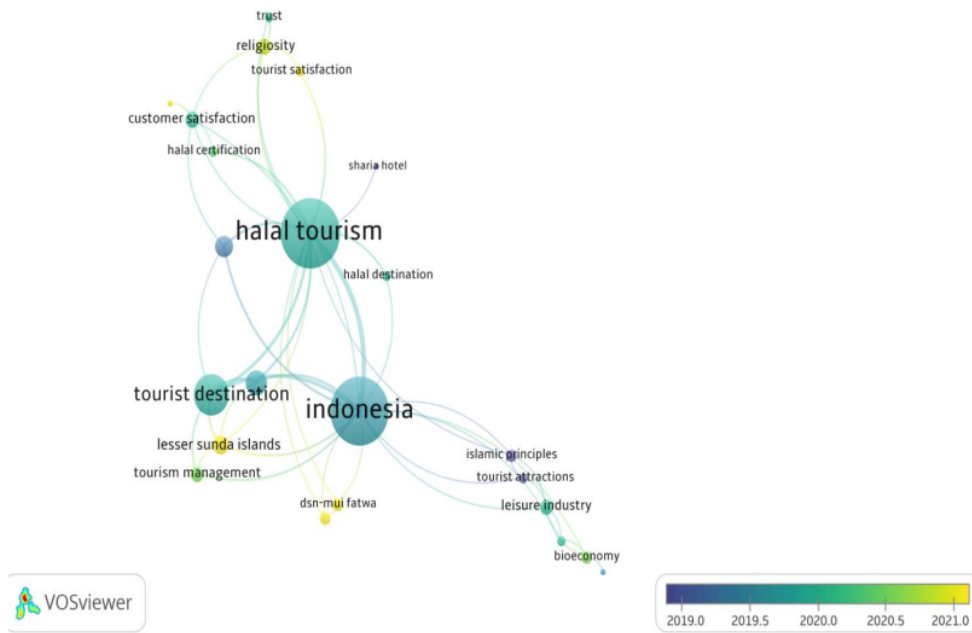 trust
religiosity
tourist satisfaction
customer satisfaction
halal certification
sharia hotel
halal tourism
halal destination
tourist destination
indonesia
lesser sunda islands
tourism management
islamic principles
tourist attractions
dsn-mui fatwa
leisure industry
bioeconomy
VOSviewer
2019.0 2019.5 2020.0 2020.5 2021.0